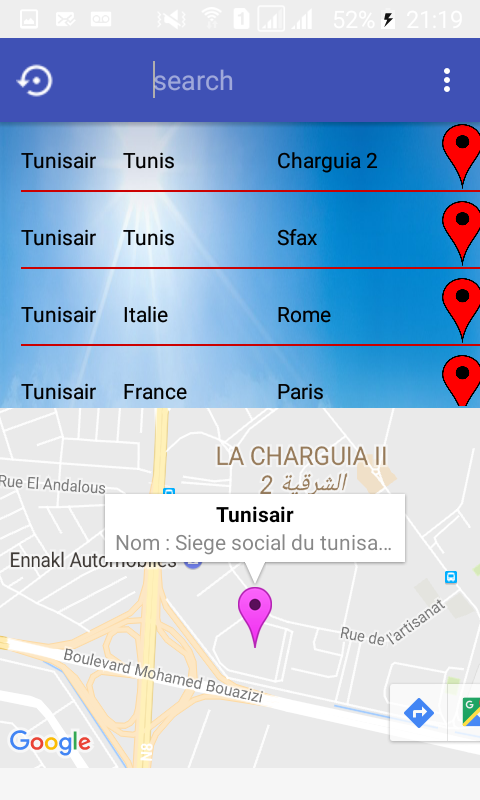 1 52% 21:19
search
Tunisair Tunis Charguia 2
Tunisair Tunis Sfax
Tunisair Italie Rome
Tunisair France Paris
LA CHARGUIA II
الشرقية 2
Rue El Andalous
Tunisair
Nom : Siege social du tunisa...
Ennakl Automobiles
Rue de l'artisanat
Boulevard Mohamed Bouazizi
G
Google
N8